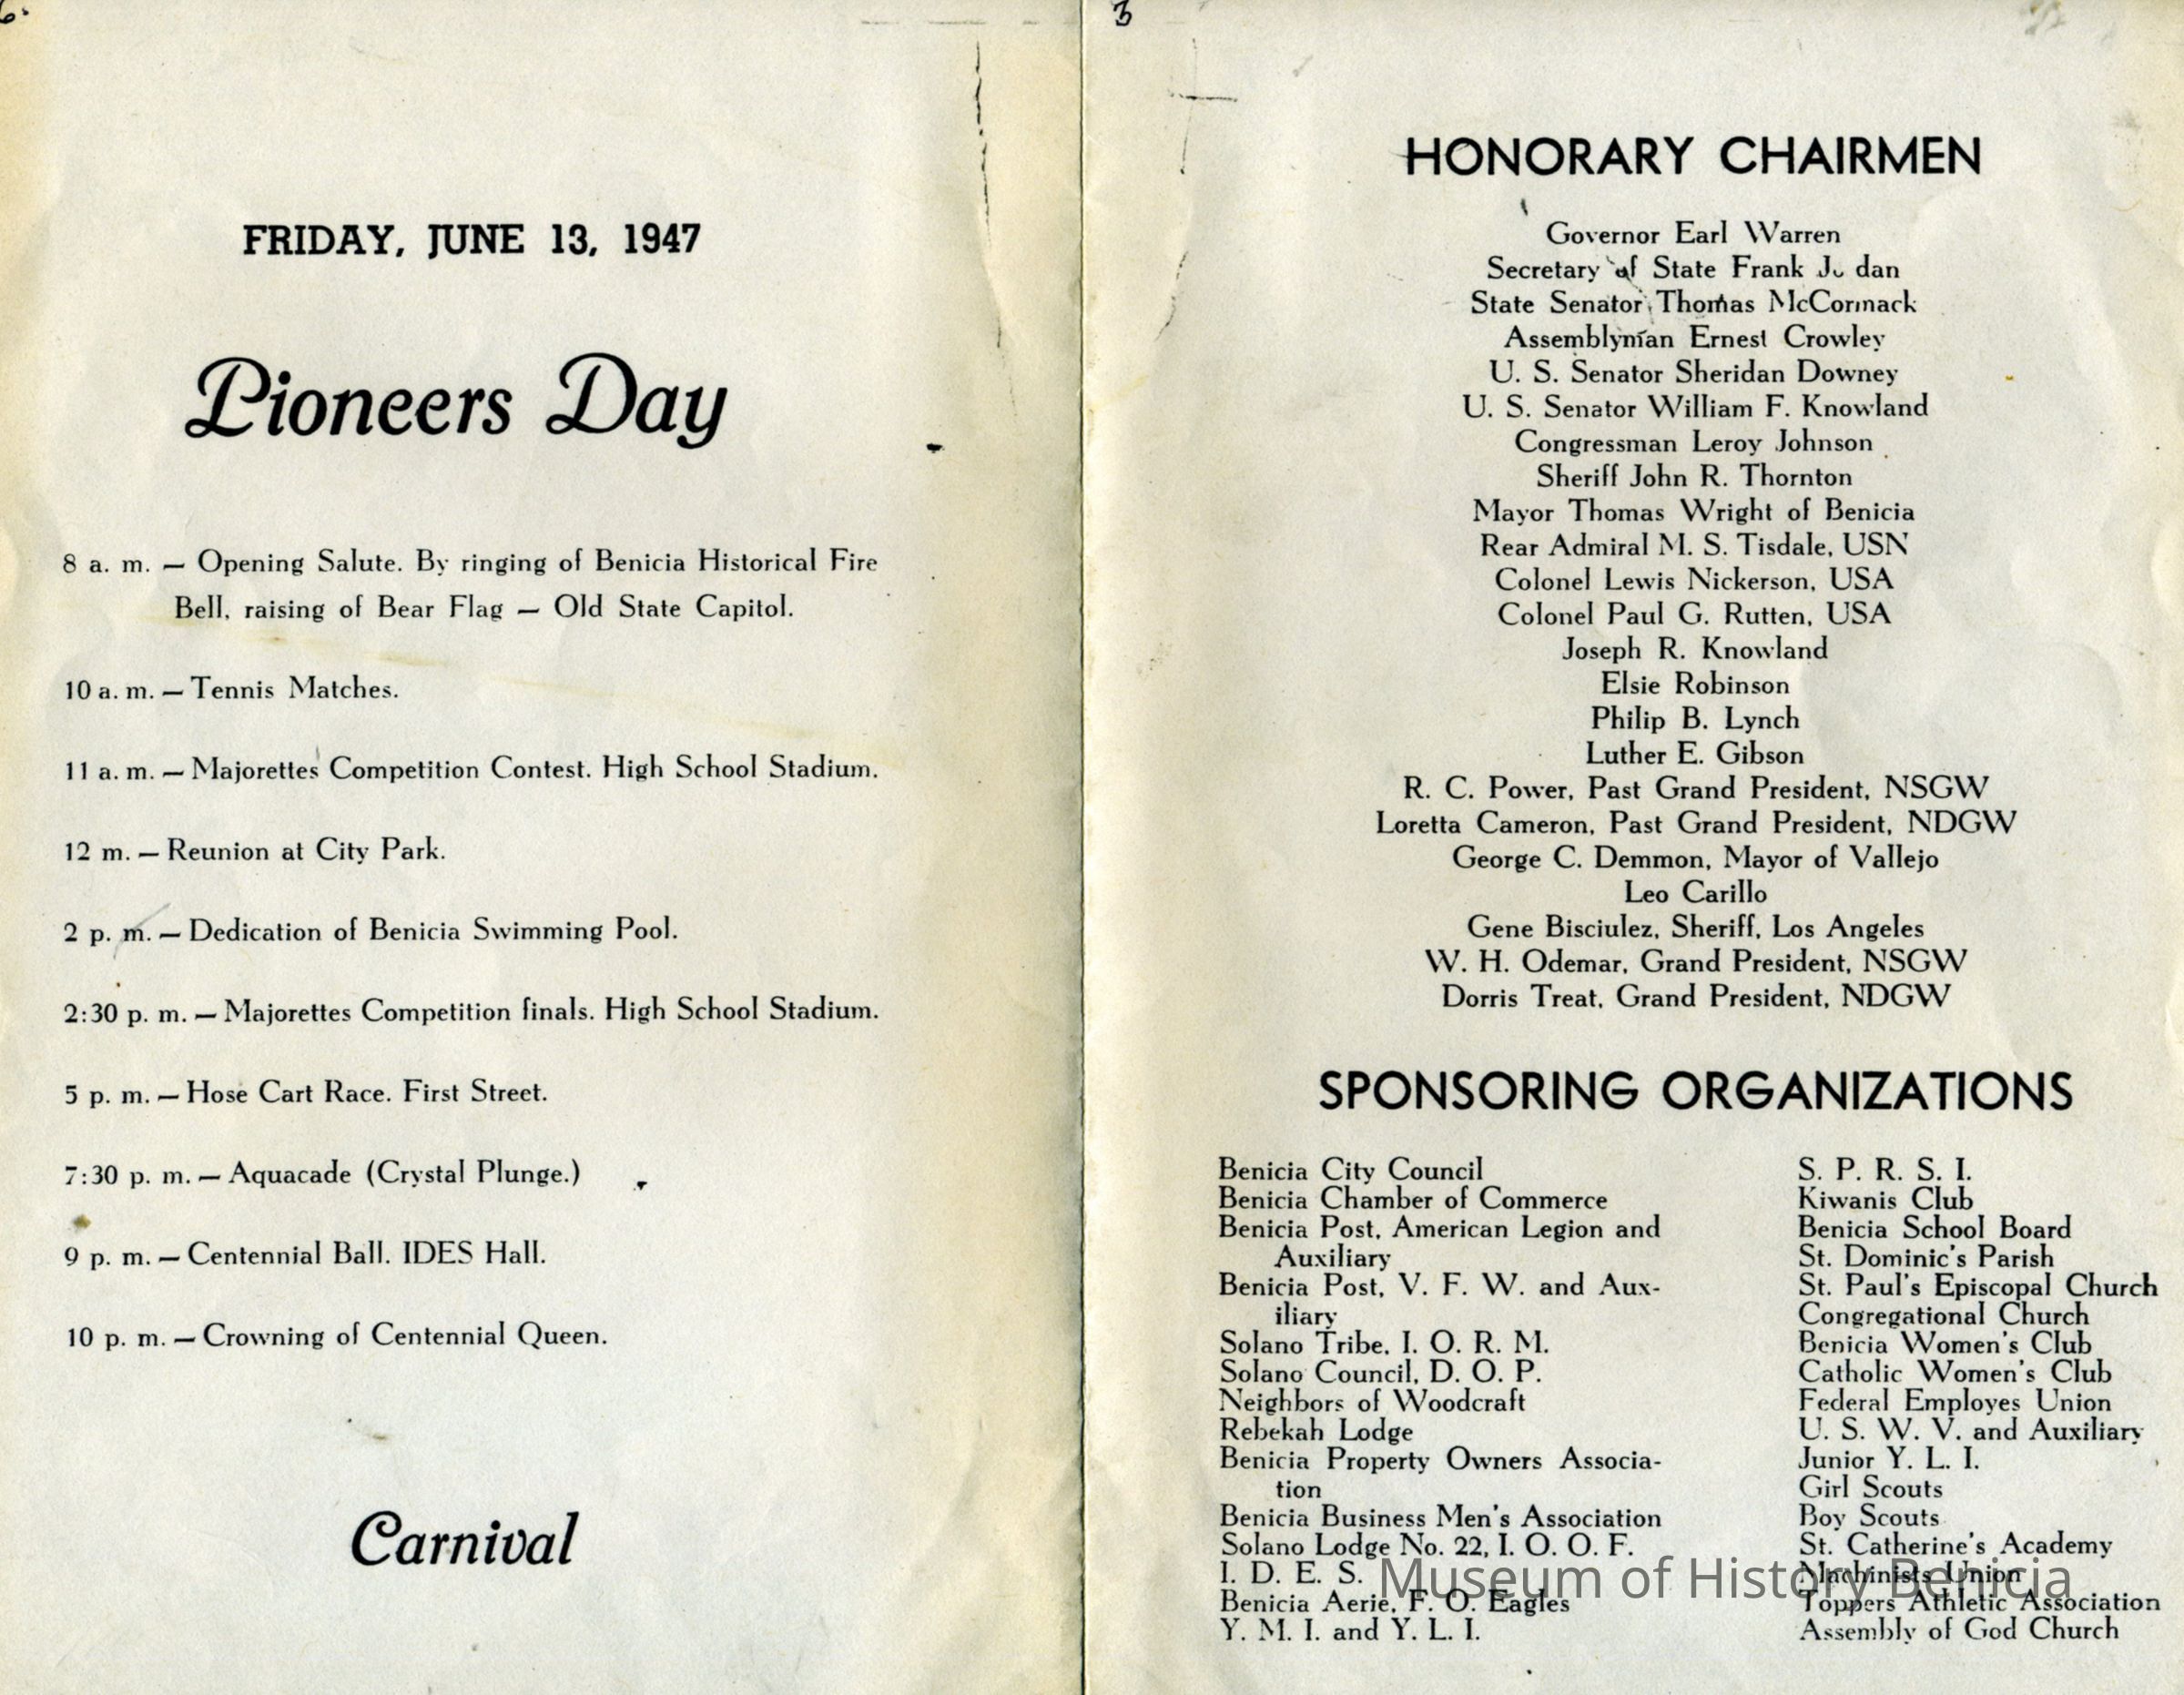 6.
FRIDAY, JUNE 13, 1947
Pioneers Day
8 a. m. — Opening Salute. By ringing of Benicia Historical Fire
Bell, raising of Bear Flag — Old State Capitol.
10 a. m. — Tennis Matches.
11 a. m. — Majorettes Competition Contest. High School Stadium.
12 m. — Reunion at City Park.
2 p. m. — Dedication of Benicia Swimming Pool.
2:30 p. m. — Majorettes Competition finals. High School Stadium.
5 p. m. — Hose Cart Race. First Street.
7:30 p. m. — Aquacade (Crystal Plunge.)
9 p. m. — Centennial Ball. IDES Hall.
10 p. m. — Crowning of Centennial Queen.
Carnival
3
HONORARY CHAIRMEN
Governor Earl Warren
Secretary of State Frank
State Senator Thomas McCormack
Assemblyman Ernest Crowley
U. S. Senator Sheridan Downey
U. S. Senator William F. Knowland
Congressman Leroy Johnson
Sheriff John R. Thornton
Mayor Thomas Wright of Benicia
Rear Admiral M. S. Tisdale, USN
Colonel Lewis Nickerson, USA
Colonel Paul G. Rutten, USA
Joseph R. Knowland
Elsie Robinson
Philip B. Lynch
Luther E. Gibson
R. C. Power, Past Grand President, NSGW
Loretta Cameron, Past Grand President, NDGW
George C. Demmon, Mayor of Vallejo
Leo Carillo
Gene Bisciulez, Sheriff, Los Angeles
W. H. Odemar, Grand President, NSGW
Dorris Treat, Grand President, NDGW
SPONSORING ORGANIZATIONS
Benicia City Council
Benicia Chamber of Commerce
Benicia Post, American Legion and
Auxiliary
Benicia Post, V. F. W. and Aux-
iliary
Solano Tribe, I. O. R. M.
Solano Council, D. O. P.
Neighbors of Woodcraft
Rebekah Lodge
Benicia Property Owners Associa-
tion
Benicia Business Men's Association
Solano Lodge No. 22, I. O. O. F.
I. D. E. S.
Benicia Aerie, F. O. Eagles
Y. M. I. and Y. L. I.
S. P. R. S. I.
Kiwanis Club
Benicia School Board
St. Dominic's Parish
St. Paul's Episcopal Church
Congregational Church
Benicia Women's Club
Catholic Women's Club
Federal Employes Union
U. S. W. V. and Auxiliary
Junior Y. L. I.
Girl Scouts
Boy Scouts
St. Catherine's Academy
Machinists Union
Toppers Athletic Association
Assembly of God Church
Museum of History Benicia